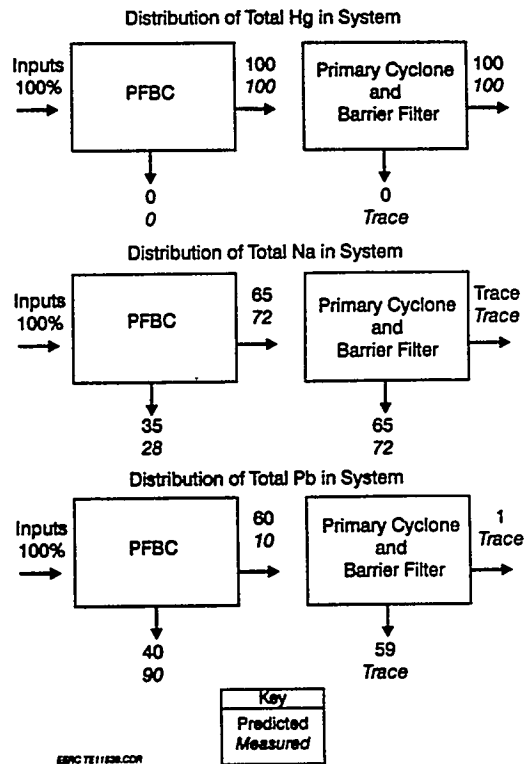 Distribution of Total Hg in System
Inputs
100%
PFBC
100
100
Primary Cyclone
and
Barrier Filter
100
100
0
0
0
Trace
Distribution of Total Na in System
Inputs
100%
PFBC
65
72
Primary Cyclone
and
Barrier Filter
Trace
Trace
35
28
65
72
Distribution of Total Pb in System
Inputs
100%
PFBC
60
10
Primary Cyclone
and
Barrier Filter
1
Trace
40
90
59
Trace
Key
Predicted
Measured